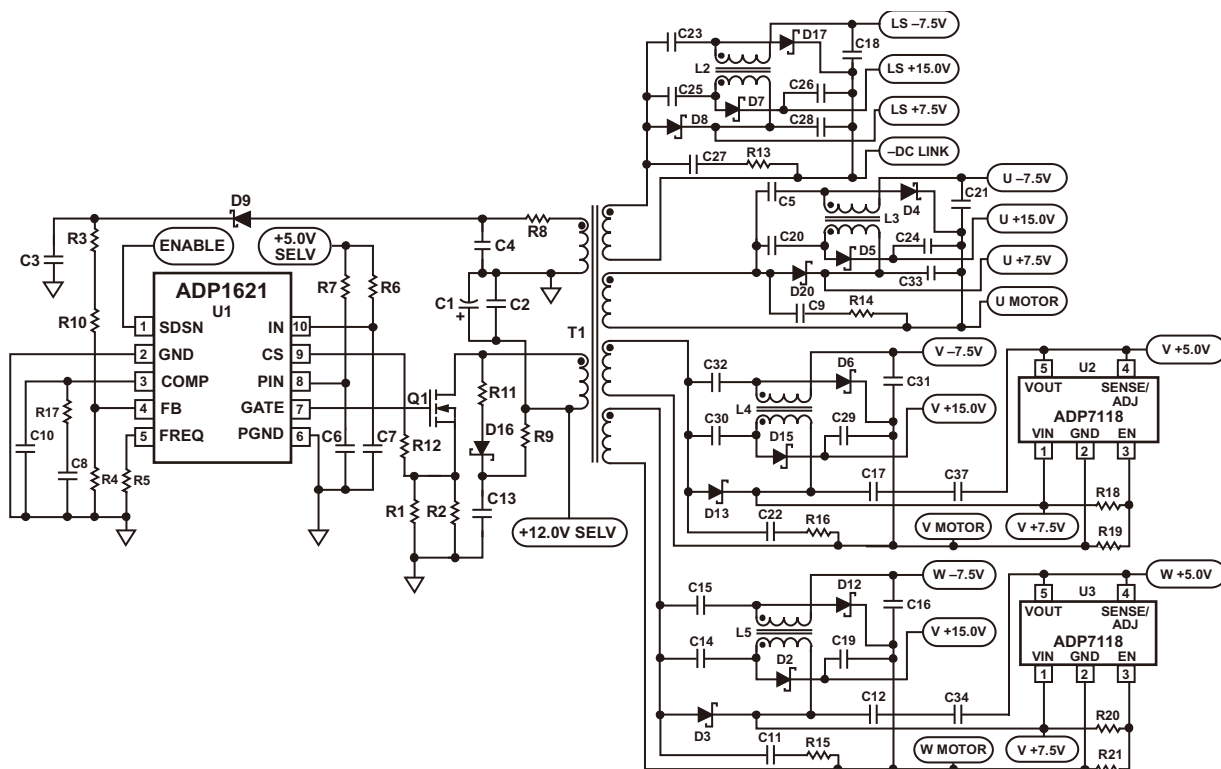 LS –7.5V
C23
D17
C18
L2
LS +15.0V
C25
C26
D7
LS +7.5V
D8
C28
–DC LINK
C27
R13
U –7.5V
D9
C5
D4
C21
R8
L3
R3
ENABLE
+5.0V
SELV
C4
U +15.0V
C20
C24
D5
C3
U +7.5V
R7
R6
D20
C33
ADP1621
U1
C1
+
C2
C9
R14
U MOTOR
R10
T1
1
SDSN
IN
10
2
GND
CS
9
3
COMP
PIN
8
4
FB
GATE
7
5
FREQ
PGND
6
R17
C10
C8
R4
R5
C6
C7
Q1
R12
R11
D16
R9
R1
R2
C13
+12.0V SELV
V –7.5V
V +5.0V
C32
D6
C31
U2
5
4
VOUT
SENSE/
ADJ
ADP7118
VIN
GND
EN
1
2
3
L4
V +15.0V
C30
C29
D15
C17
C37
D13
R18
C22
R16
V MOTOR
V +7.5V
R19
W –7.5V
W +5.0V
C15
D12
C16
U3
5
4
VOUT
SENSE/
ADJ
ADP7118
VIN
GND
EN
1
2
3
L5
V +15.0V
C14
C19
D2
C12
C34
D3
R20
C11
R15
W MOTOR
V +7.5V
R21